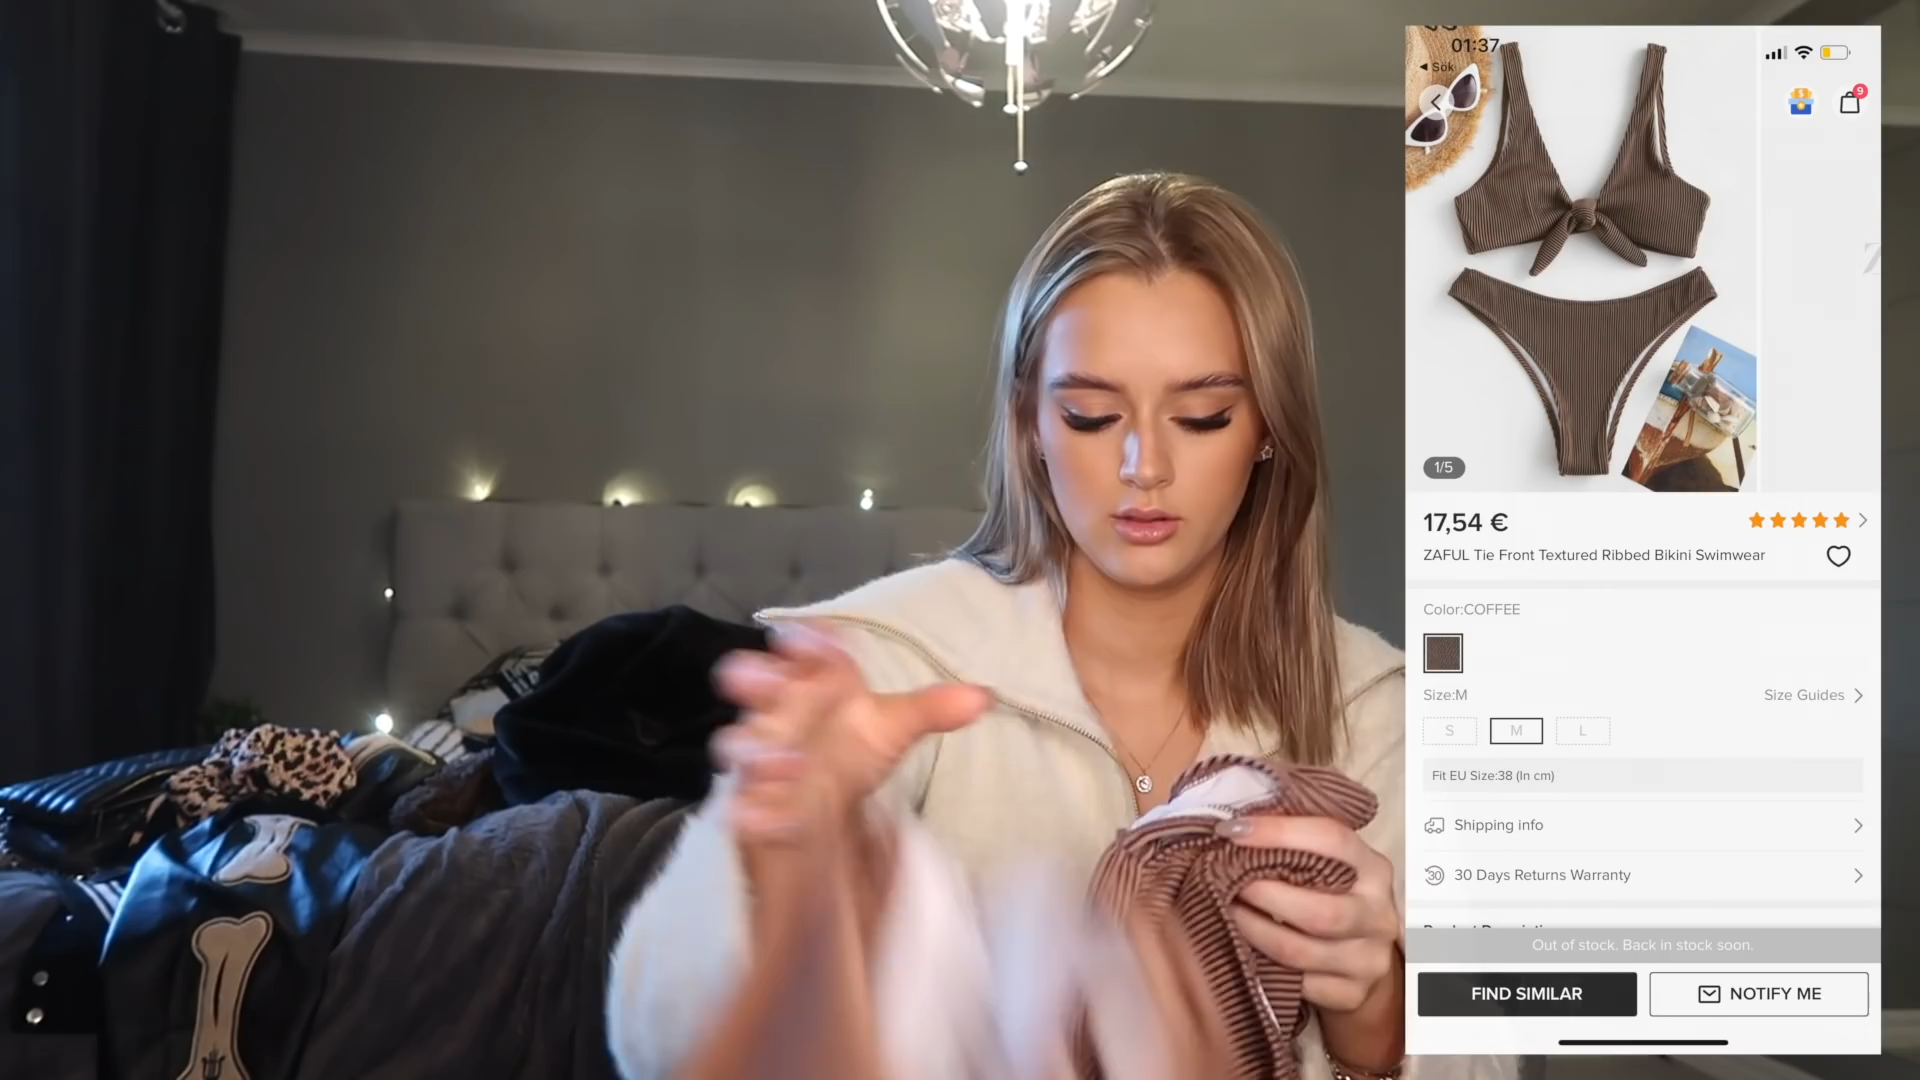 01:37
◀ Sök
9
1/5
17,54 €
ZAFUL Tie Front Textured Ribbed Bikini Swimwear
Color:COFFEE
Size:M
Size Guides
S
M
L
Fit EU Size:38 (In cm)
Shipping info
30
30 Days Returns Warranty
Out of stock. Back in stock soon.
FIND SIMILAR
NOTIFY ME